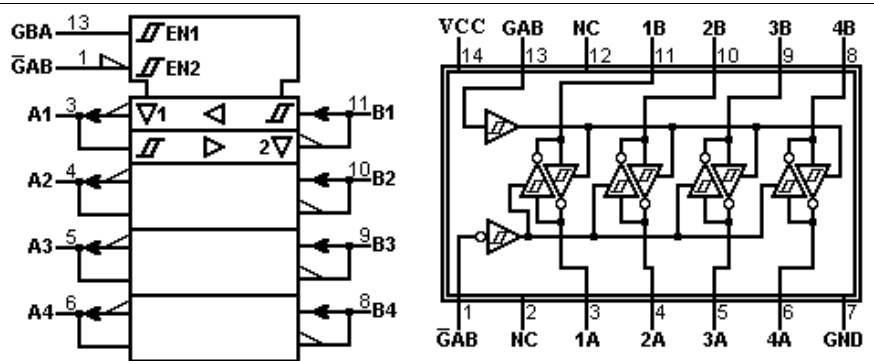 GBA 13 EN1
G̅AB 1 EN2
A1 3 1 11 B1
2
A2 4 10 B2
A3 5 9 B3
A4 6 8 B4
VCC GAB NC 1B 2B 3B 4B
14 13 12 11 10 9 8
1 2 3 4 5 6 7
G̅AB NC 1A 2A 3A 4A GND